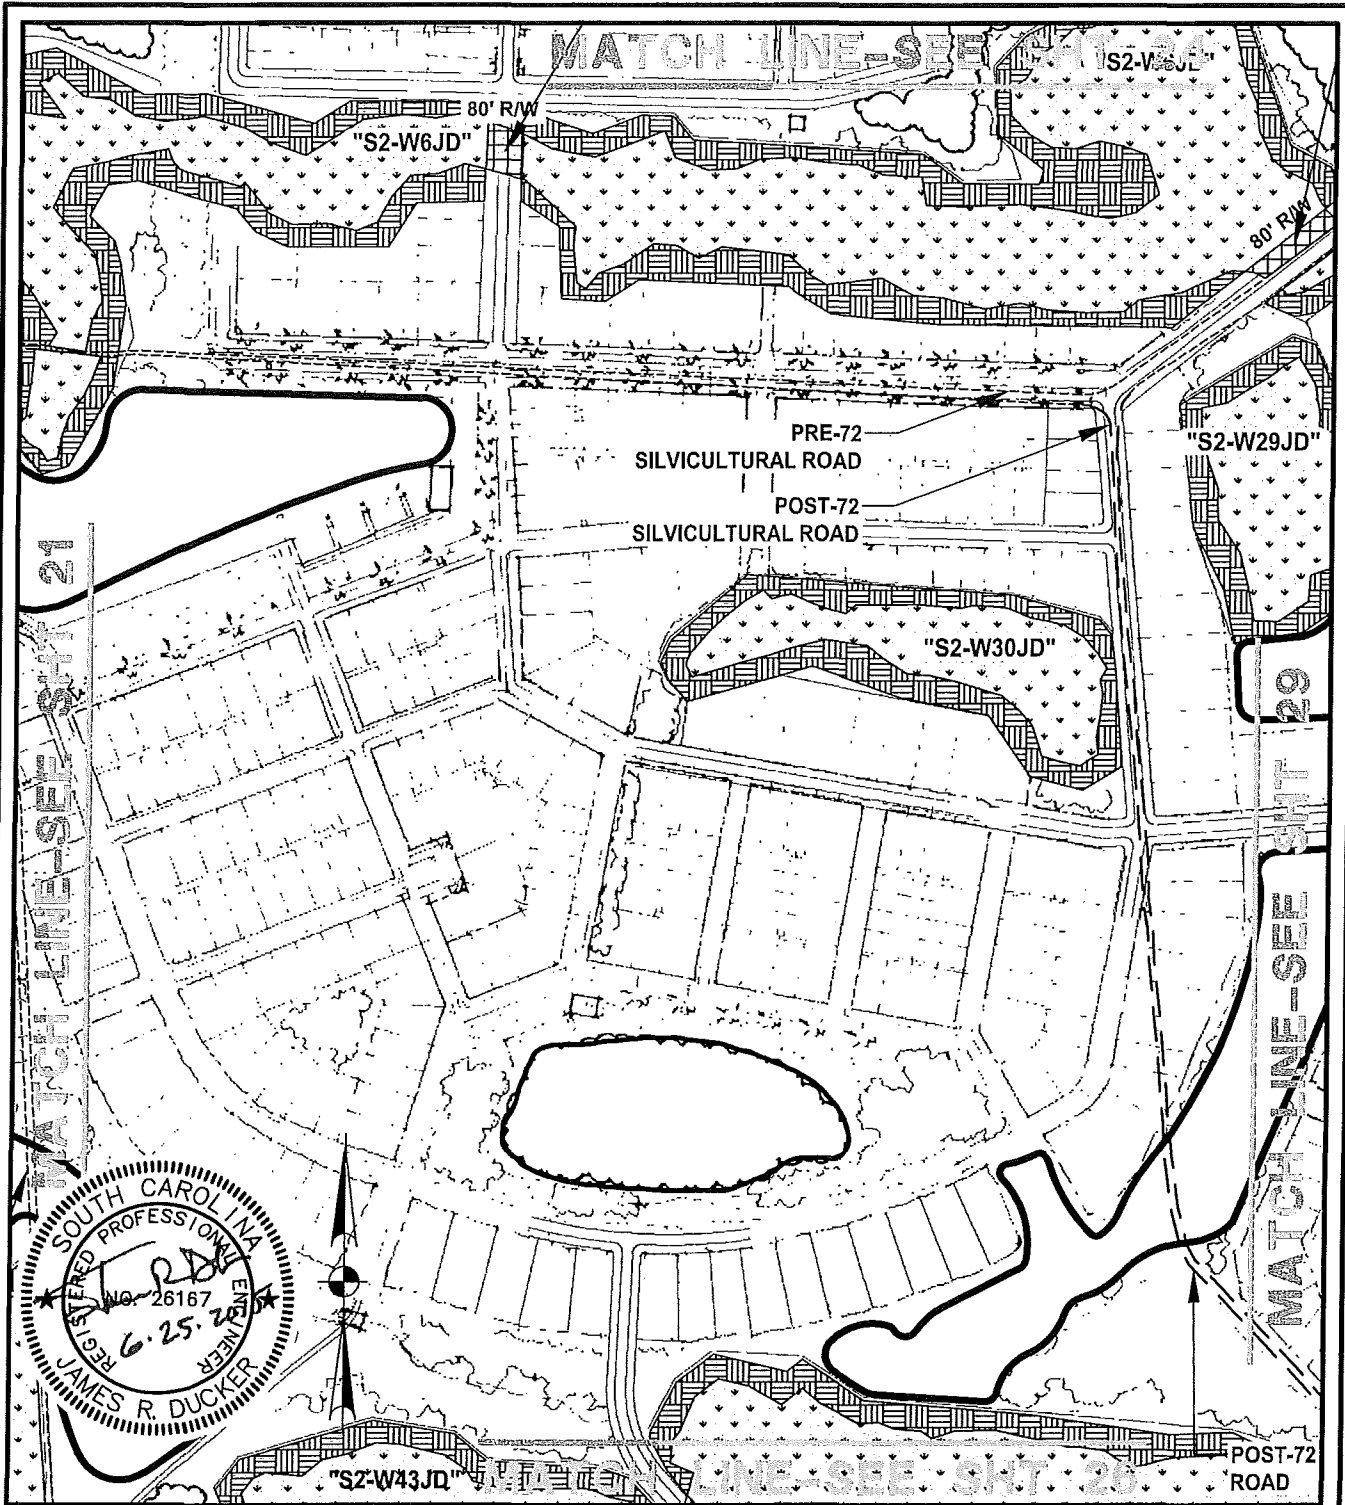 MATCH LINE-SEE SHT
80' R/W
"S2-W6JD"
80' R/W
PRE-72
SILVICULTURAL ROAD
"S2-W29JD"
POST-72
SILVICULTURAL ROAD
"S2-W30JD"
MATCH LINE-SEE SHT 21
MATCH LINE-SEE SHT 29
SOUTH CAROLINA
REGISTERED PROFESSIONAL ENGINEER
NO. 26167
6.25.
JAMES R. DUCKER
"S2-W43JD"
MATCH LINE-SEE SHT 26
POST-72
ROAD